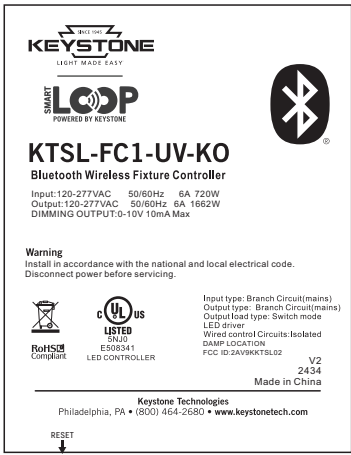 SINCE 1945
KEYSTONE
LIGHT MADE EASY
SMART
LOOP
POWERED BY KEYSTONE
®
KTSL-FC1-UV-KO
Bluetooth Wireless Fixture Controller
Input:120-277VAC 50/60Hz 6A 720W
Output:120-277VAC 50/60Hz 6A 1662W
DIMMING OUTPUT:0-10V 10mA Max
Warning
Install in accordance with the national and local electrical code.
Disconnect power before servicing.
RoHS
Compliant
C UL US
LISTED
5NJ0
E508341
LED CONTROLLER
Input type: Branch Circuit(mains)
Output type: Branch Circuit(mains)
Output load type: Switch mode
LED driver
Wired control Circuits:Isolated
DAMP LOCATION
FCC ID:2AV9KKTSL02
V2
2434
Made in China
Keystone Technologies
Philadelphia, PA • (800) 464-2680 • www.keystonetech.com
RESET